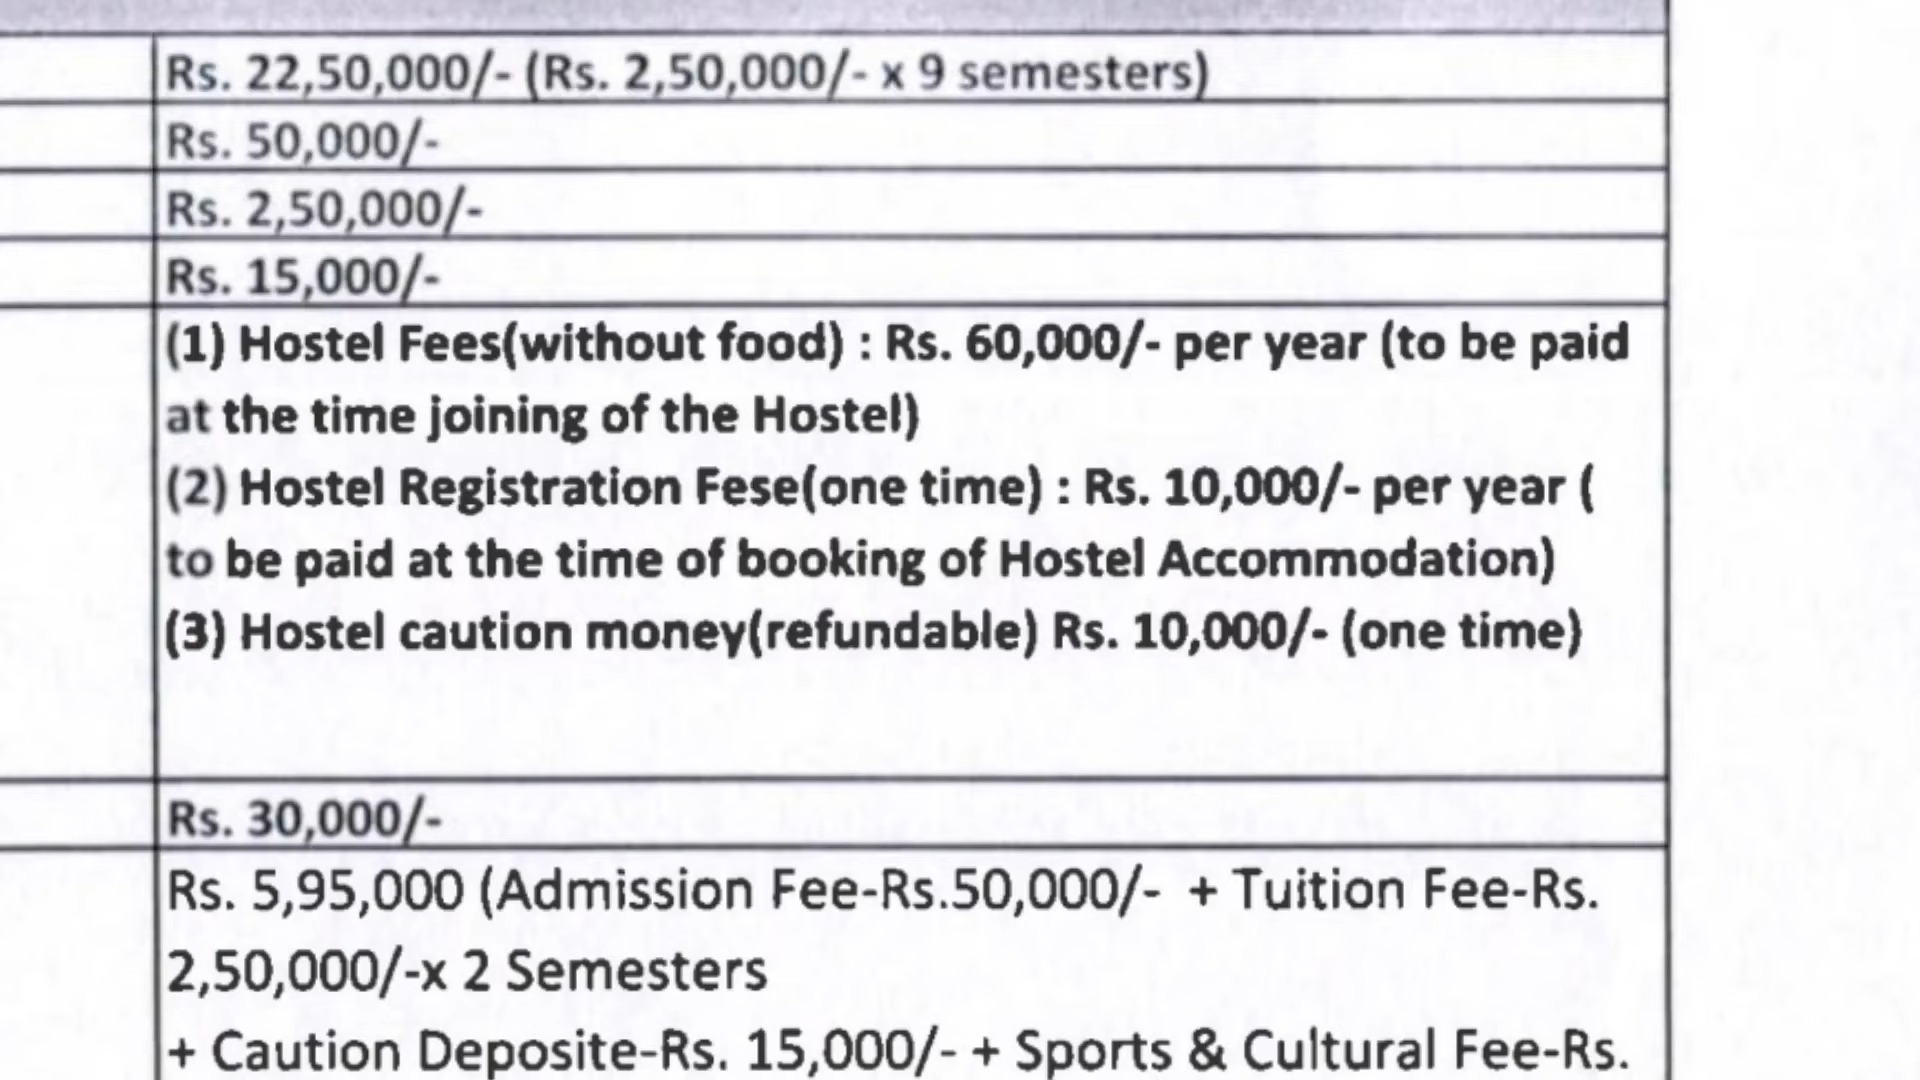 Rs. 22,50,000/- (Rs. 2,50,000/- x 9 semesters)
Rs. 50,000/-
Rs. 2,50,000/-
Rs. 15,000/-
(1) Hostel Fees(without food) : Rs. 60,000/- per year (to be paid
at the time joining of the Hostel)
(2) Hostel Registration Fese(one time) : Rs. 10,000/- per year (
to be paid at the time of booking of Hostel Accommodation)
(3) Hostel caution money(refundable) Rs. 10,000/- (one time)
Rs. 30,000/-
Rs. 5,95,000 (Admission Fee-Rs.50,000/- + Tuition Fee-Rs.
2,50,000/-x 2 Semesters
+ Caution Deposite-Rs. 15,000/- + Sports & Cultural Fee-Rs.